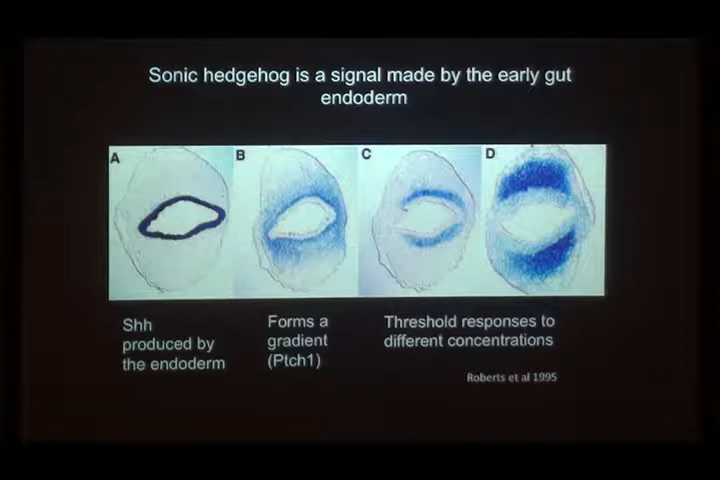 Sonic hedgehog is a signal made by the early gut
endoderm
A
B
C
D
Shh
produced by
the endoderm
Forms a
gradient
(Ptch1)
Threshold responses to
different concentrations
Roberts et al 1995